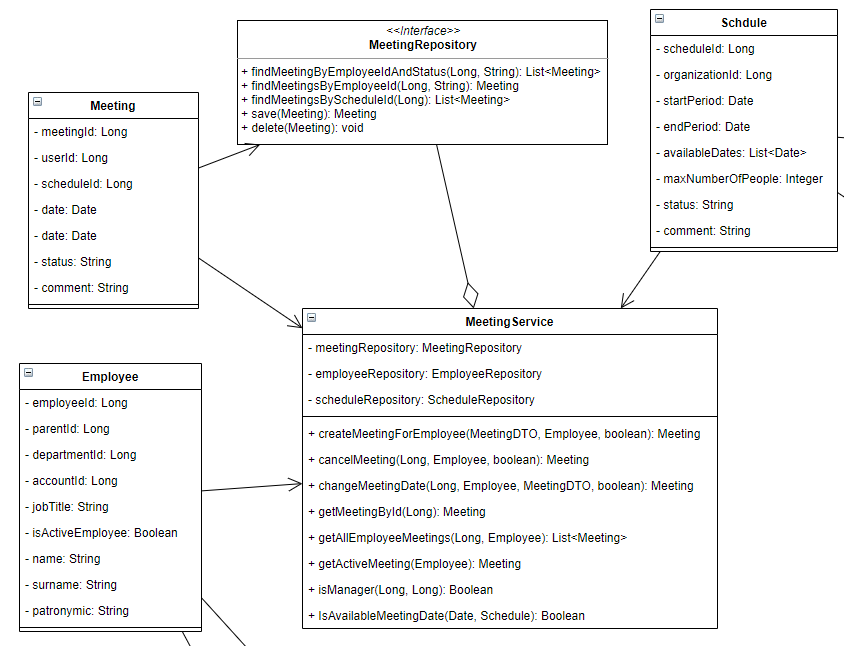 <<Interface>>
MeetingRepository
+ findMeetingByEmployeeIdAndStatus(Long, String): List<Meeting>
+ findMeetingsByEmployeeId(Long, String): Meeting
+ findMeetingsByScheduleId(Long): List<Meeting>
+ save(Meeting): Meeting
+ delete(Meeting): void
Schdule
- scheduleId: Long
- organizationId: Long
- startPeriod: Date
- endPeriod: Date
- availableDates: List<Date>
- maxNumberOfPeople: Integer
- status: String
- comment: String
Meeting
- meetingId: Long
- userId: Long
- scheduleId: Long
- date: Date
- date: Date
- status: String
- comment: String
MeetingService
- meetingRepository: MeetingRepository
- employeeRepository: EmployeeRepository
- scheduleRepository: ScheduleRepository
+ createMeetingForEmployee(MeetingDTO, Employee, boolean): Meeting
+ cancelMeeting(Long, Employee, boolean): Meeting
+ changeMeetingDate(Long, Employee, MeetingDTO, boolean): Meeting
+ getMeetingById(Long): Meeting
+ getAllEmployeeMeetings(Long, Employee): List<Meeting>
+ getActiveMeeting(Employee): Meeting
+ isManager(Long, Long): Boolean
+ IsAvailableMeetingDate(Date, Schedule): Boolean
Employee
- employeeId: Long
- parentId: Long
- departmentId: Long
- accountId: Long
- jobTitle: String
- isActiveEmployee: Boolean
- name: String
- surname: String
- patronymic: String